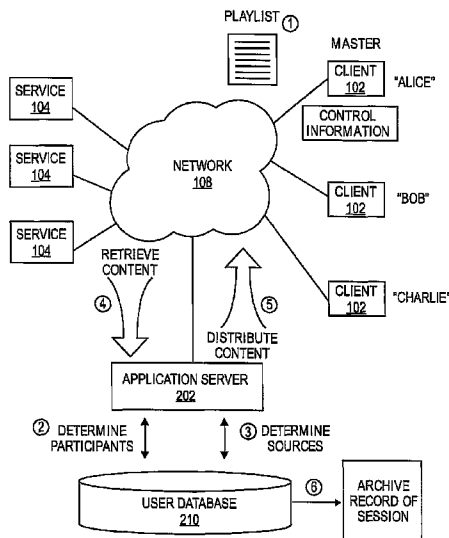 PLAYLIST ①
MASTER
CLIENT
102
"ALICE"
CONTROL
INFORMATION
SERVICE
104
SERVICE
104
SERVICE
104
NETWORK
108
CLIENT
102
"BOB"
CLIENT
102
"CHARLIE"
RETRIEVE
CONTENT
④
⑤
DISTRIBUTE
CONTENT
APPLICATION SERVER
202
② DETERMINE
PARTICIPANTS
③ DETERMINE
SOURCES
USER DATABASE
210
⑥
ARCHIVE
RECORD OF
SESSION